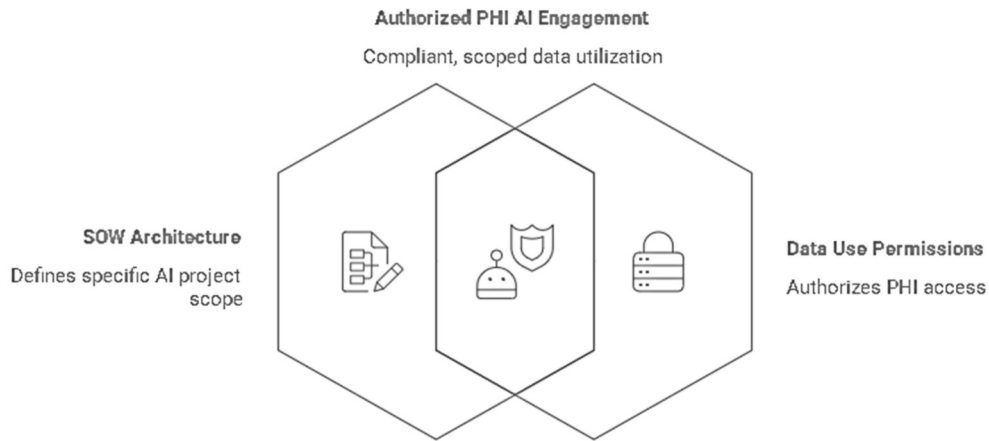 Authorized PHI AI Engagement
Compliant, scoped data utilization
SOW Architecture
Defines specific AI project
scope
Data Use Permissions
Authorizes PHI access